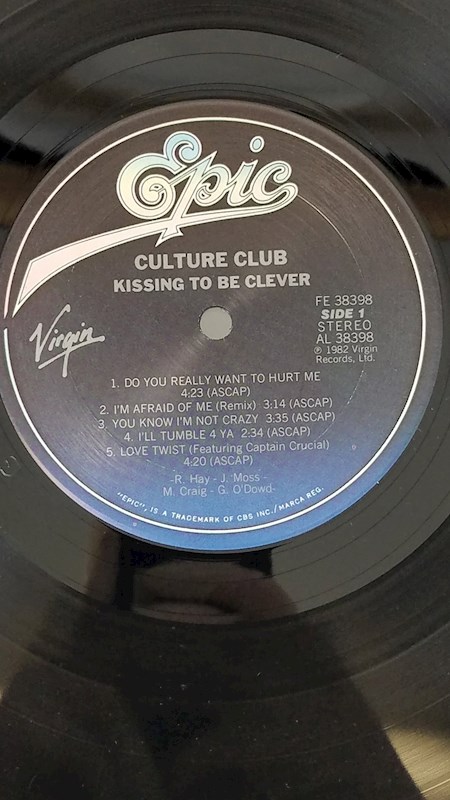 Epic
CULTURE CLUB
KISSING TO BE CLEVER
FE 38398
SIDE 1
STEREO
AL 38398
℗ 1982 Virgin
Records, Ltd.
Virgin
1. DO YOU REALLY WANT TO HURT ME
4:23 (ASCAP)
2. I'M AFRAID OF ME (Remix) 3:14 (ASCAP)
3. YOU KNOW I'M NOT CRAZY 3:35 (ASCAP)
4. I'LL TUMBLE 4 YA 2:34 (ASCAP)
5. LOVE TWIST (Featuring Captain Crucial)
4:20 (ASCAP)
-R. Hay - J. Moss -
M. Craig - G. O'Dowd-
"EPIC", IS A TRADEMARK OF CBS INC./MARCA REG.